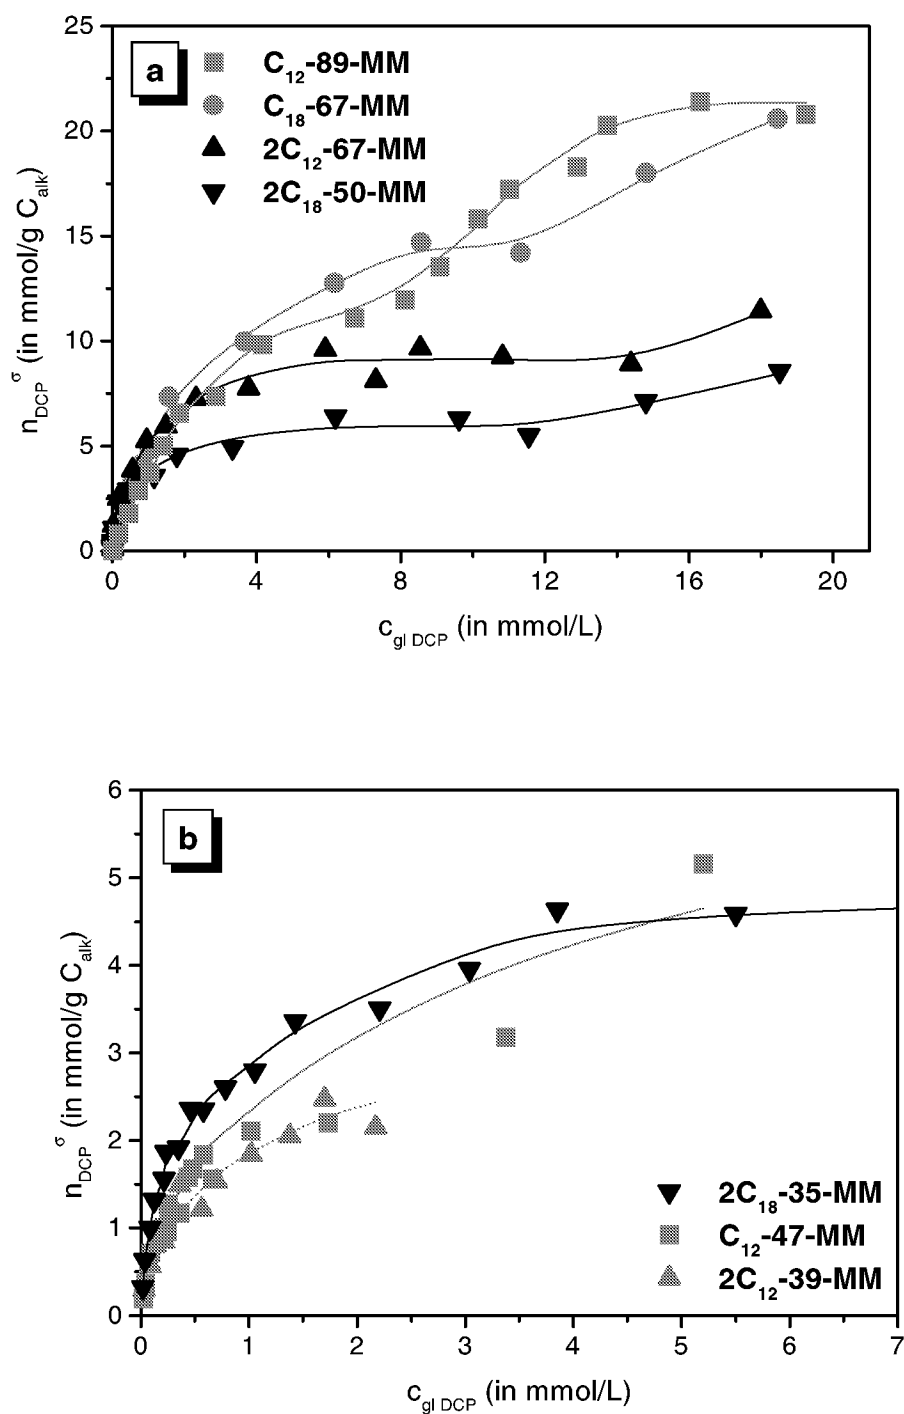 a
C12-89-MM
C18-67-MM
2C12-67-MM
2C18-50-MM
25
20
15
10
5
0
nDCPσ (in mmol/g Calk)
0 4 8 12 16 20
cgl DCP (in mmol/L)
b
6
5
4
3
2
1
0
nDCPσ (in mmol/g Calk)
2C18-35-MM
C12-47-MM
2C12-39-MM
0 1 2 3 4 5 6 7
cgl DCP (in mmol/L)